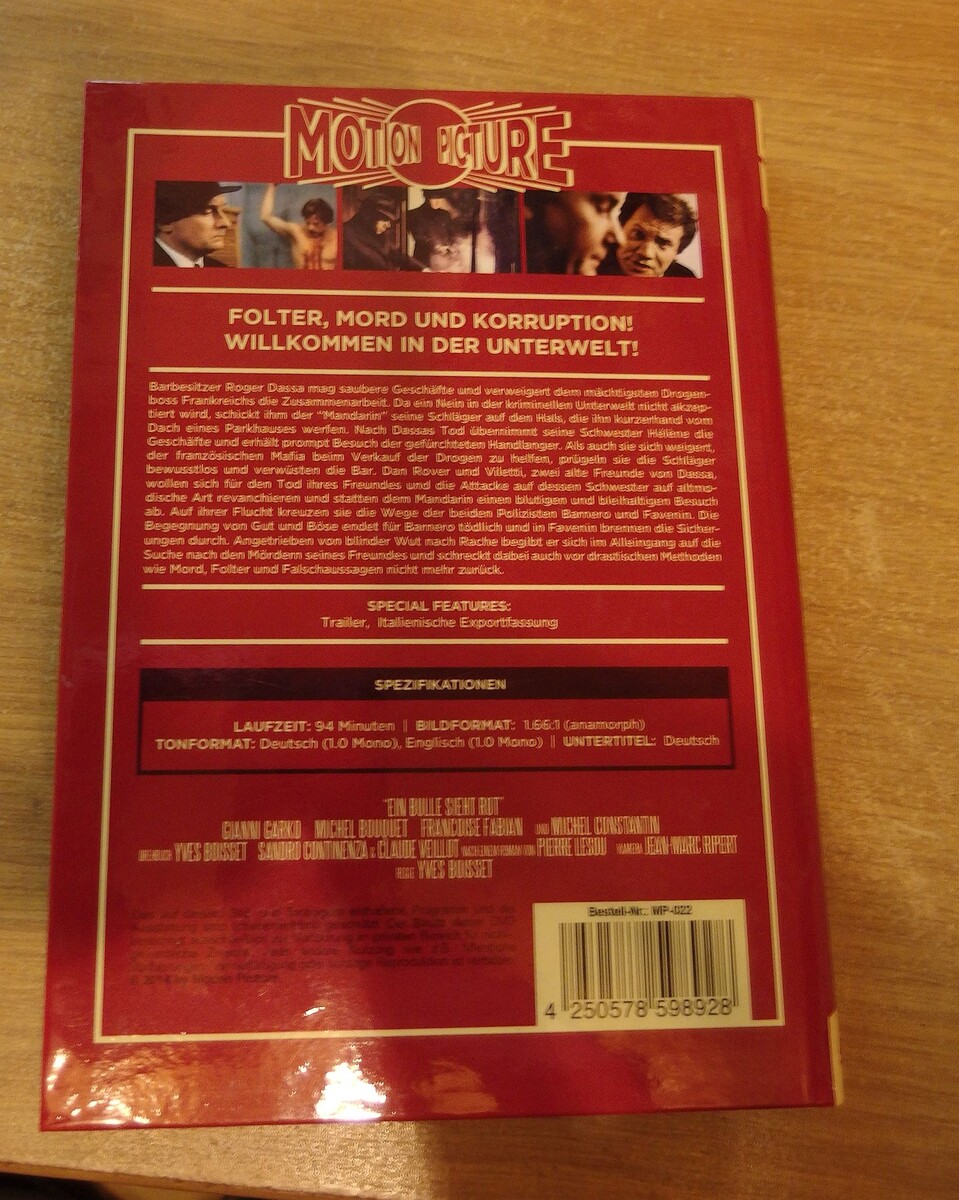 MOTION PICTURE
FOLTER, MORD UND KORRUPTION!
WILLKOMMEN IN DER UNTERWELT!
Barbesitzer Roger Dassa mag saubere Geschäfte und verweigert dem mächtigsten Drogen-
boss Frankreichs die Zusammenarbeit. Da ein Nein in der kriminellen Unterwelt nicht akzep-
tiert wird, schickt ihm der "Mandarin" seine Schläger auf den Hals, die ihn kurzerhand vom
Dach eines Parkhauses werfen. Nach Dassas Tod übernimmt seine Schwester Hélène die
Geschäfte und erhält prompt Besuch der gefürchteten Handlanger. Als auch sie sich weigert,
der französischen Mafia beim Verkauf der Drogen zu helfen, prügeln sie die Schläger
bewusstlos und verwüsten die Bar. Dan Rover und Viletti, zwei alte Freunde von Dassa,
wollen sich für den Tod ihres Freundes und die Attacke auf dessen Schwester auf altmo-
dische Art revanchieren und statten dem Mandarin einen blutigen und bleihaltigen Besuch
ab. Auf ihrer Flucht kreuzen sie die Wege der beiden Polizisten Barnero und Favenin. Die
Begegnung von Gut und Böse endet für Barnero tödlich und in Favenin brennen die Sicher-
ungen durch. Angetrieben von blinder Wut nach Rache begibt er sich im Alleingang auf die
Suche nach den Mördern seines Freundes und schreckt dabei auch vor drastischen Methoden
wie Mord, Folter und Falschaussagen nicht mehr zurück.
SPECIAL FEATURES:
Trailer, Italienische Exportfassung
SPEZIFIKATIONEN
LAUFZEIT: 94 Minuten | BILDFORMAT: 1.66:1 (anamorph)
TONFORMAT: Deutsch (1.0 Mono), Englisch (1.0 Mono) | UNTERTITEL: Deutsch
"EIN BULLE SIEHT ROT"
GIANNI GARKO MICHEL BOUQUET FRANCOISE FABIAN UND MICHEL CONSTANTIN
DREHBUCH YVES BOISSET SANDRO CONTINENZA & CLAUDE VEILLOT NACH EINEM ROMAN VON PIERRE LESOU KAMERA JEAN-MARC RIPERT
REGIE YVES BOISSET
Bestell-Nr.: MP-022
4 250578 598928